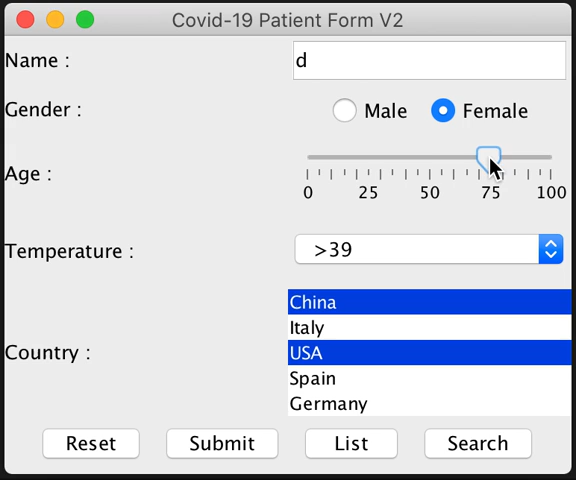 Covid-19 Patient Form V2
Name : d
Gender : Male Female
Age :
0 25 50 75 100
Temperature : >39
China
Italy
Country : USA
Spain
Germany
Reset Submit List Search